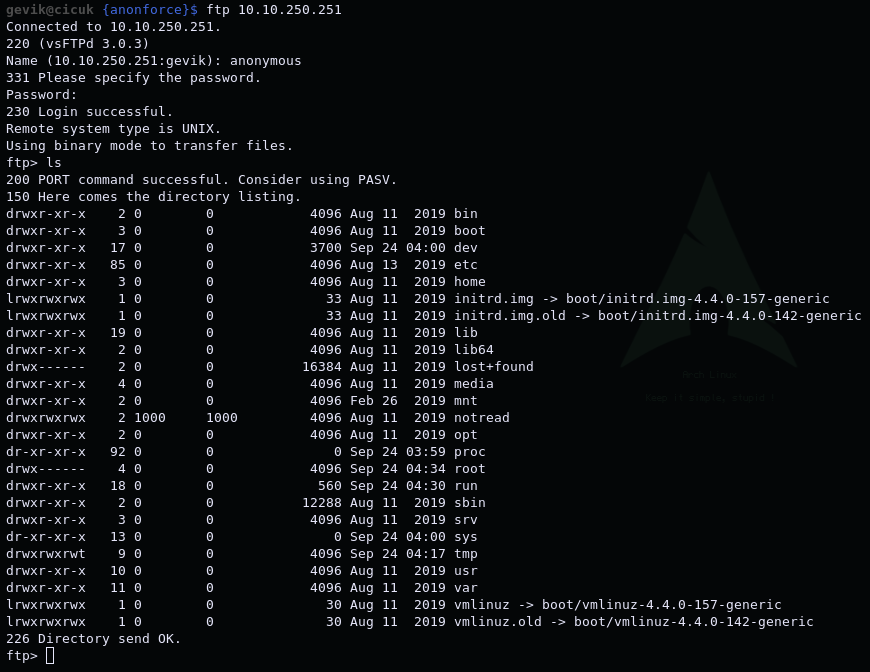 gevik@cicuk {anonforce}$ ftp 10.10.250.251
Connected to 10.10.250.251.
220 (vsFTPd 3.0.3)
Name (10.10.250.251:gevik): anonymous
331 Please specify the password.
Password:
230 Login successful.
Remote system type is UNIX.
Using binary mode to transfer files.
ftp> ls
200 PORT command successful. Consider using PASV.
150 Here comes the directory listing.
drwxr-xr-x    2 0        0            4096 Aug 11  2019 bin
drwxr-xr-x    3 0        0            4096 Aug 11  2019 boot
drwxr-xr-x   17 0        0            3700 Sep 24 04:00 dev
drwxr-xr-x   85 0        0            4096 Aug 13  2019 etc
drwxr-xr-x    3 0        0            4096 Aug 11  2019 home
lrwxrwxrwx    1 0        0              33 Aug 11  2019 initrd.img -> boot/initrd.img-4.4.0-157-generic
lrwxrwxrwx    1 0        0              33 Aug 11  2019 initrd.img.old -> boot/initrd.img-4.4.0-142-generic
drwxr-xr-x   19 0        0            4096 Aug 11  2019 lib
drwxr-xr-x    2 0        0            4096 Aug 11  2019 lib64
drwx------    2 0        0           16384 Aug 11  2019 lost+found
drwxr-xr-x    4 0        0            4096 Aug 11  2019 media
drwxr-xr-x    2 0        0            4096 Feb 26  2019 mnt
drwxrwxrwx    2 1000     1000         4096 Aug 11  2019 notread
drwxr-xr-x    2 0        0            4096 Aug 11  2019 opt
dr-xr-xr-x   92 0        0               0 Sep 24 03:59 proc
drwx------    4 0        0            4096 Sep 24 04:34 root
drwxr-xr-x   18 0        0             560 Sep 24 04:30 run
drwxr-xr-x    2 0        0           12288 Aug 11  2019 sbin
drwxr-xr-x    3 0        0            4096 Aug 11  2019 srv
dr-xr-xr-x   13 0        0               0 Sep 24 04:00 sys
drwxrwxrwt    9 0        0            4096 Sep 24 04:17 tmp
drwxr-xr-x   10 0        0            4096 Aug 11  2019 usr
drwxr-xr-x   11 0        0            4096 Aug 11  2019 var
lrwxrwxrwx    1 0        0              30 Aug 11  2019 vmlinuz -> boot/vmlinuz-4.4.0-157-generic
lrwxrwxrwx    1 0        0              30 Aug 11  2019 vmlinuz.old -> boot/vmlinuz-4.4.0-142-generic
226 Directory send OK.
ftp>